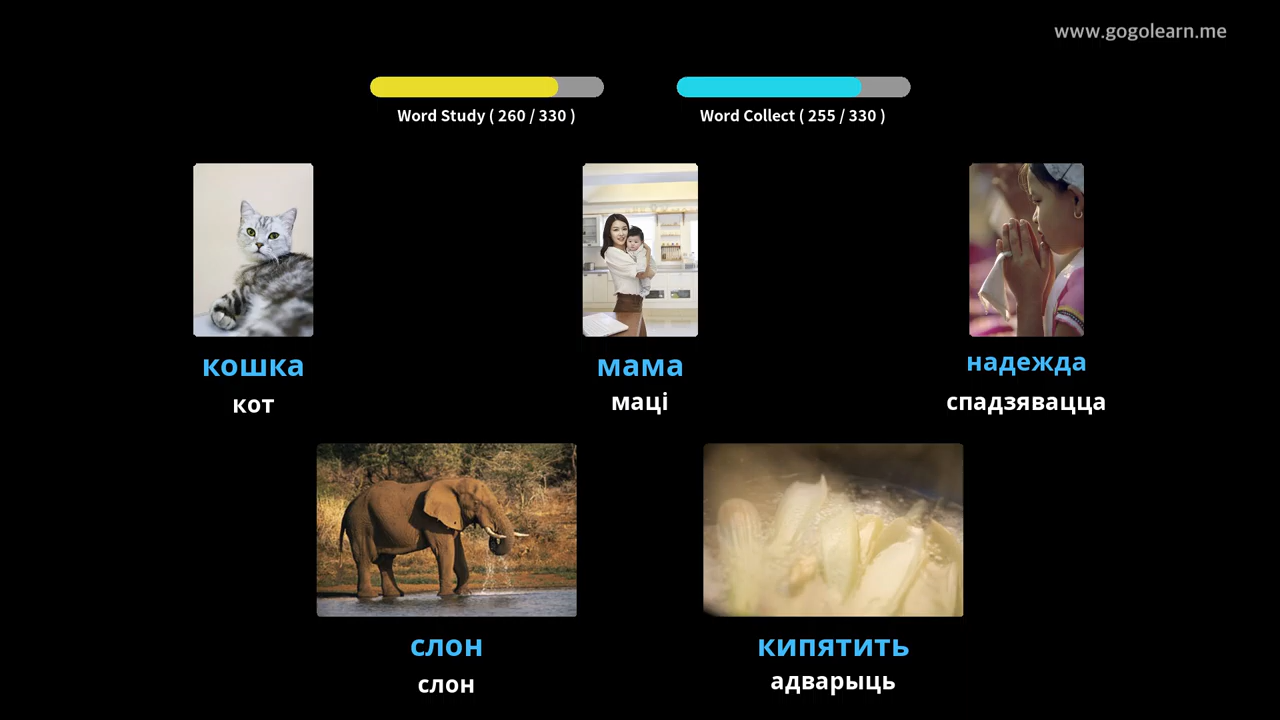 www.gogolearn.me
Word Study ( 260 / 330 )
Word Collect ( 255 / 330 )
кошка
кот
мама
маці
надежда
спадзявацца
слон
слон
кипятить
адварыць